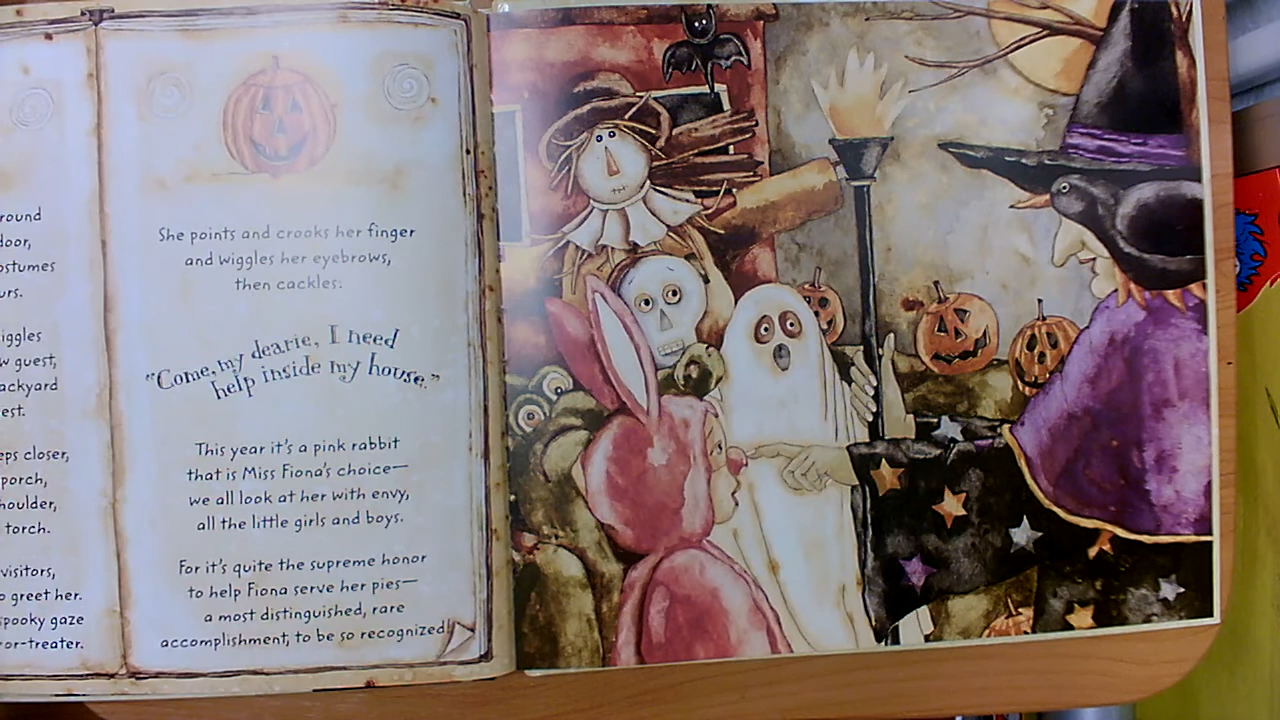 round
door,
ostumes
urs.
iggles
w guest,
ackyard
est.
eps closer,
porch,
houlder,
torch.
visitors,
o greet her.
spooky gaze
or-treater.
She points and crooks her finger
and wiggles her eyebrows,
then cackles:
"Come, my dearie, I need
help inside my house."
This year it's a pink rabbit
that is Miss Fiona's choice—
we all look at her with envy,
all the little girls and boys.
For it's quite the supreme honor
to help Fiona serve her pies—
a most distinguished, rare
accomplishment, to be so recognized!